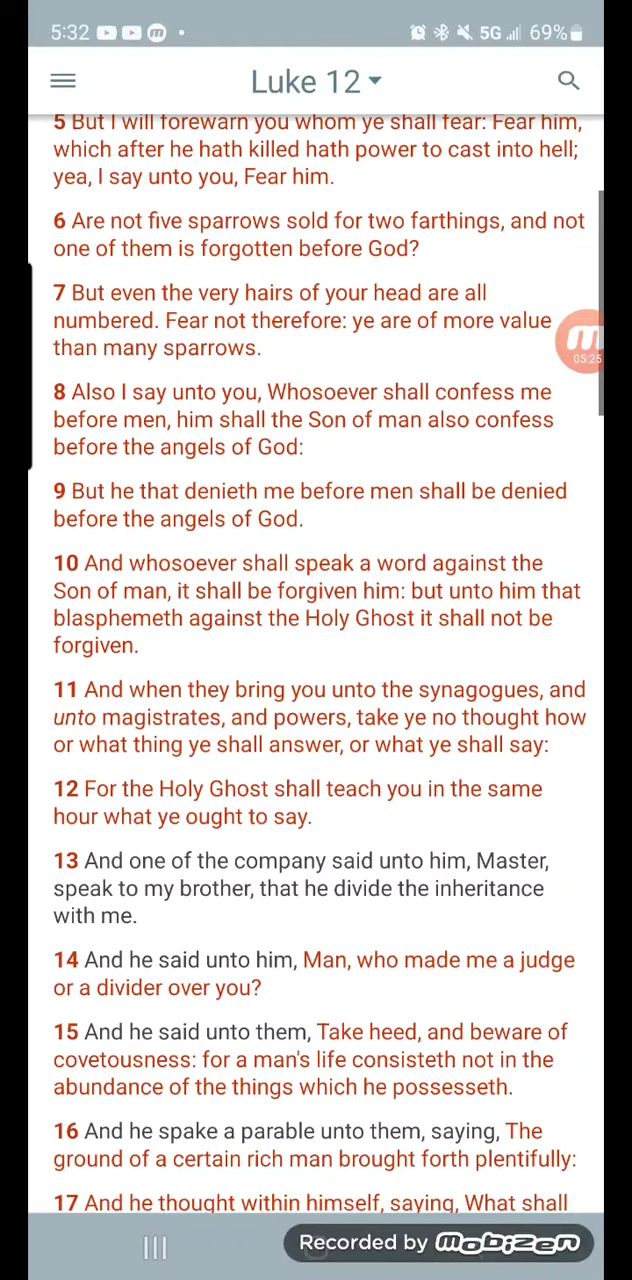 5:32 69%
5G
Luke 12
5 But I will forewarn you whom ye shall fear: Fear him,
which after he hath killed hath power to cast into hell;
yea, I say unto you, Fear him.
6 Are not five sparrows sold for two farthings, and not
one of them is forgotten before God?
7 But even the very hairs of your head are all
numbered. Fear not therefore: ye are of more value
than many sparrows.
05:25
8 Also I say unto you, Whosoever shall confess me
before men, him shall the Son of man also confess
before the angels of God:
9 But he that denieth me before men shall be denied
before the angels of God.
10 And whosoever shall speak a word against the
Son of man, it shall be forgiven him: but unto him that
blasphemeth against the Holy Ghost it shall not be
forgiven.
11 And when they bring you unto the synagogues, and
unto magistrates, and powers, take ye no thought how
or what thing ye shall answer, or what ye shall say:
12 For the Holy Ghost shall teach you in the same
hour what ye ought to say.
13 And one of the company said unto him, Master,
speak to my brother, that he divide the inheritance
with me.
14 And he said unto him, Man, who made me a judge
or a divider over you?
15 And he said unto them, Take heed, and beware of
covetousness: for a man's life consisteth not in the
abundance of the things which he possesseth.
16 And he spake a parable unto them, saying, The
ground of a certain rich man brought forth plentifully:
17 And he thought within himself, saying, What shall
Recorded by mobizen